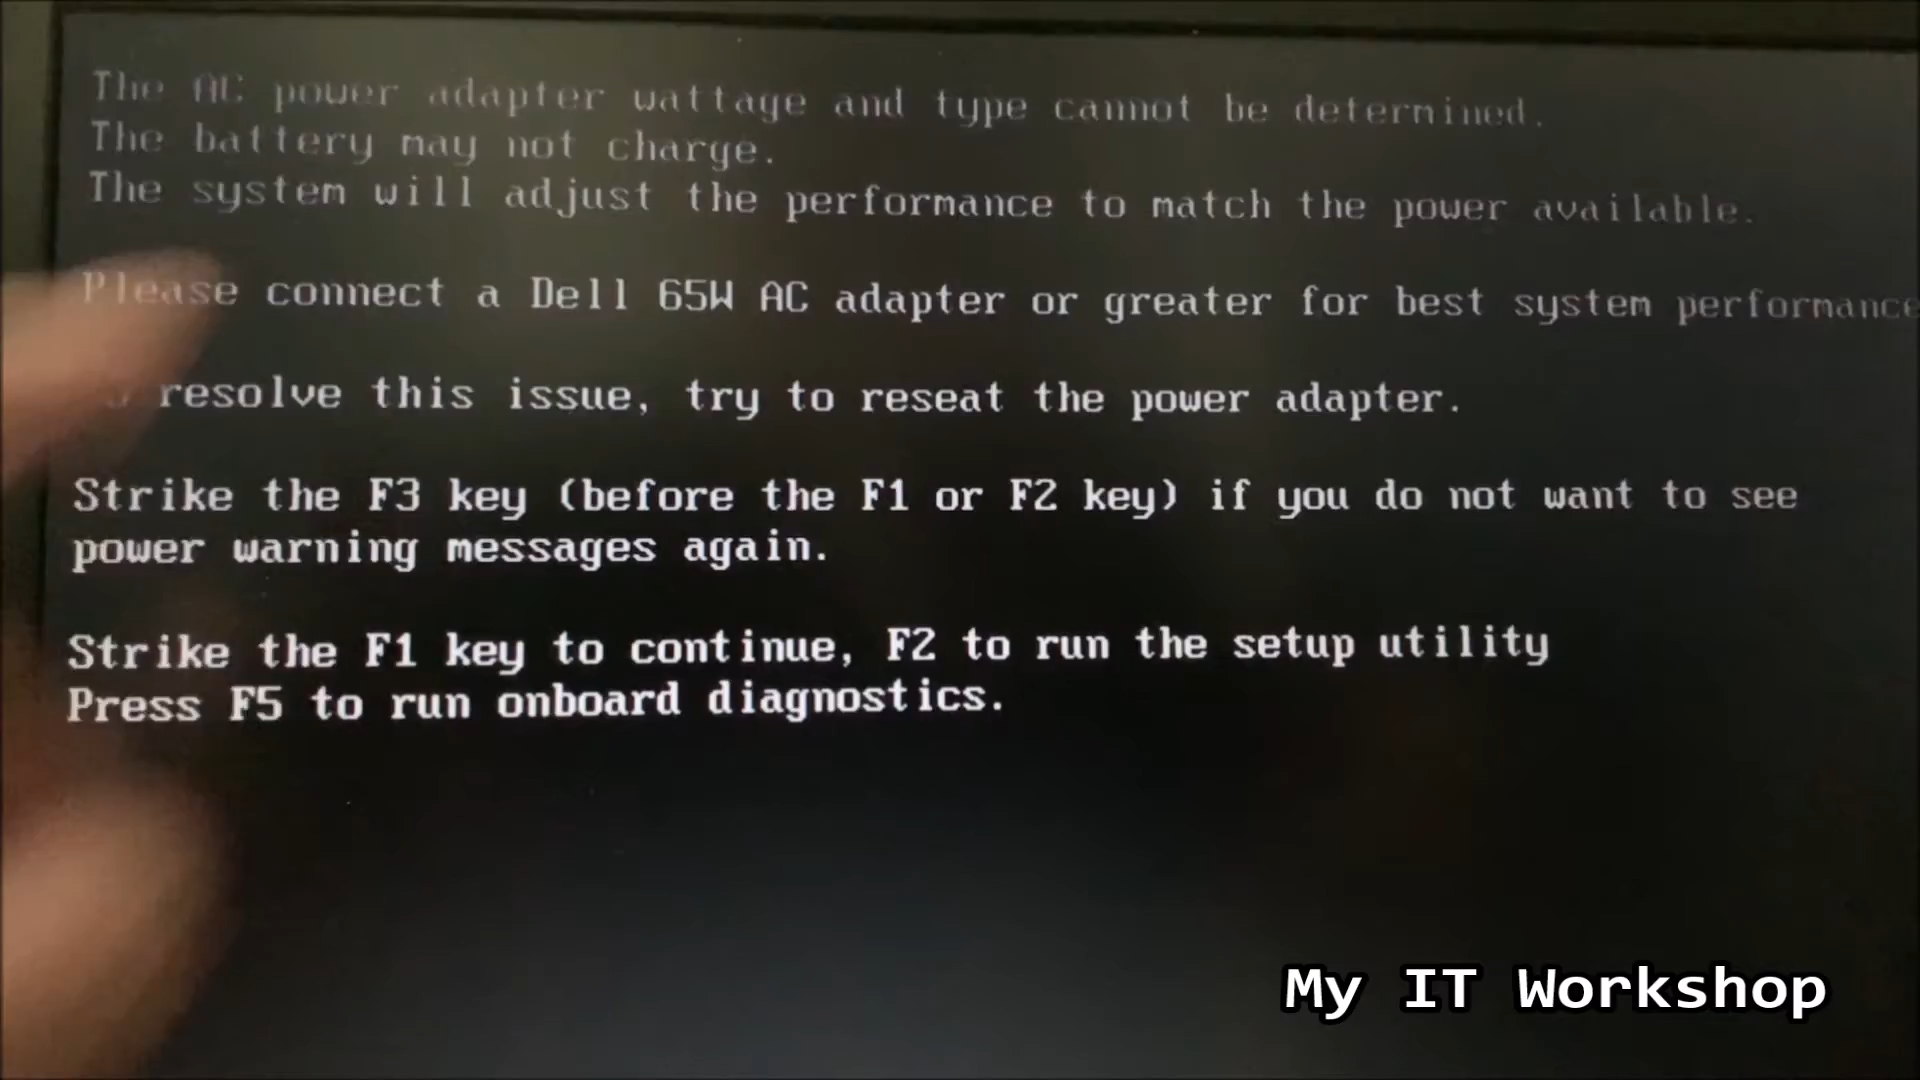 The AC power adapter wattage and type cannot be determined.
The battery may not charge.
The system will adjust the performance to match the power available.
Please connect a Dell 65W AC adapter or greater for best system performance
resolve this issue, try to reseat the power adapter.
Strike the F3 key (before the F1 or F2 key) if you do not want to see
power warning messages again.
Strike the F1 key to continue, F2 to run the setup utility
Press F5 to run onboard diagnostics.
My IT Workshop